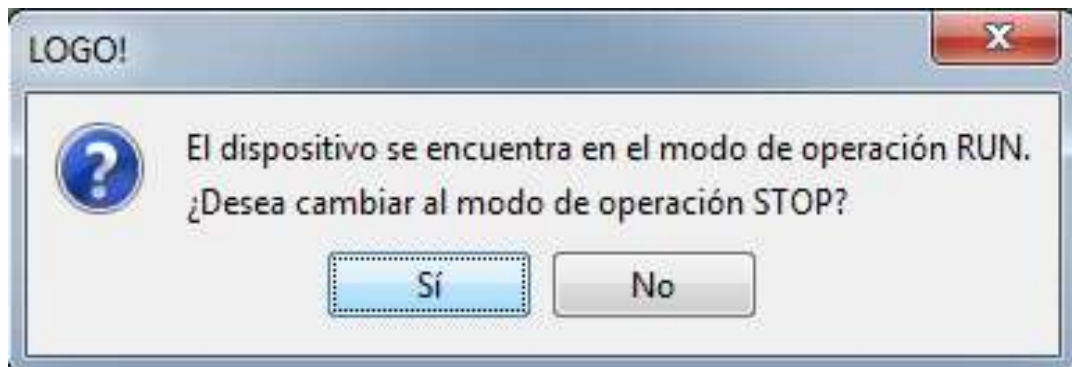 LOGO!
El dispositivo se encuentra en el modo de operación RUN.
¿Desea cambiar al modo de operación STOP?
Sí
No